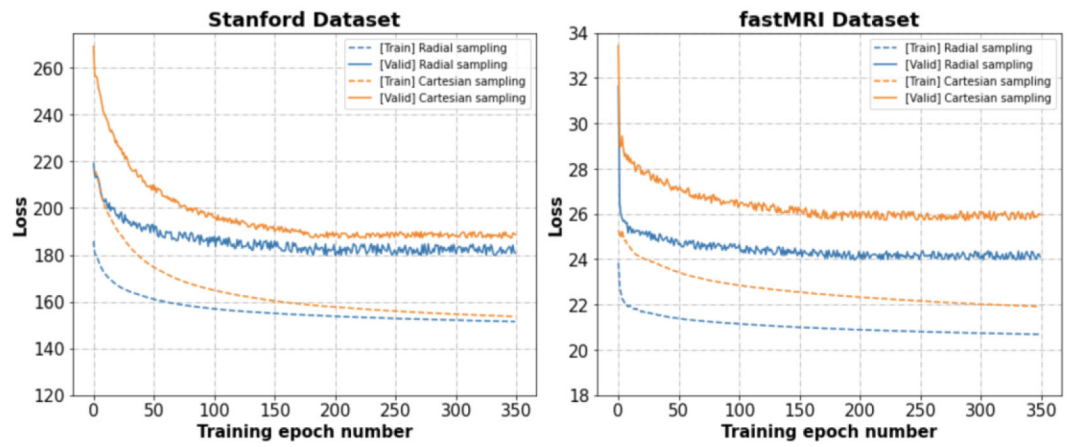 Stanford Dataset
[Train] Radial sampling
[Valid] Radial sampling
[Train] Cartesian sampling
[Valid] Cartesian sampling
Loss
260
240
220
200
180
160
140
120
0 50 100 150 200 250 300 350
Training epoch number
fastMRI Dataset
[Train] Radial sampling
[Valid] Radial sampling
[Train] Cartesian sampling
[Valid] Cartesian sampling
Loss
34
32
30
28
26
24
22
20
18
0 50 100 150 200 250 300 350
Training epoch number